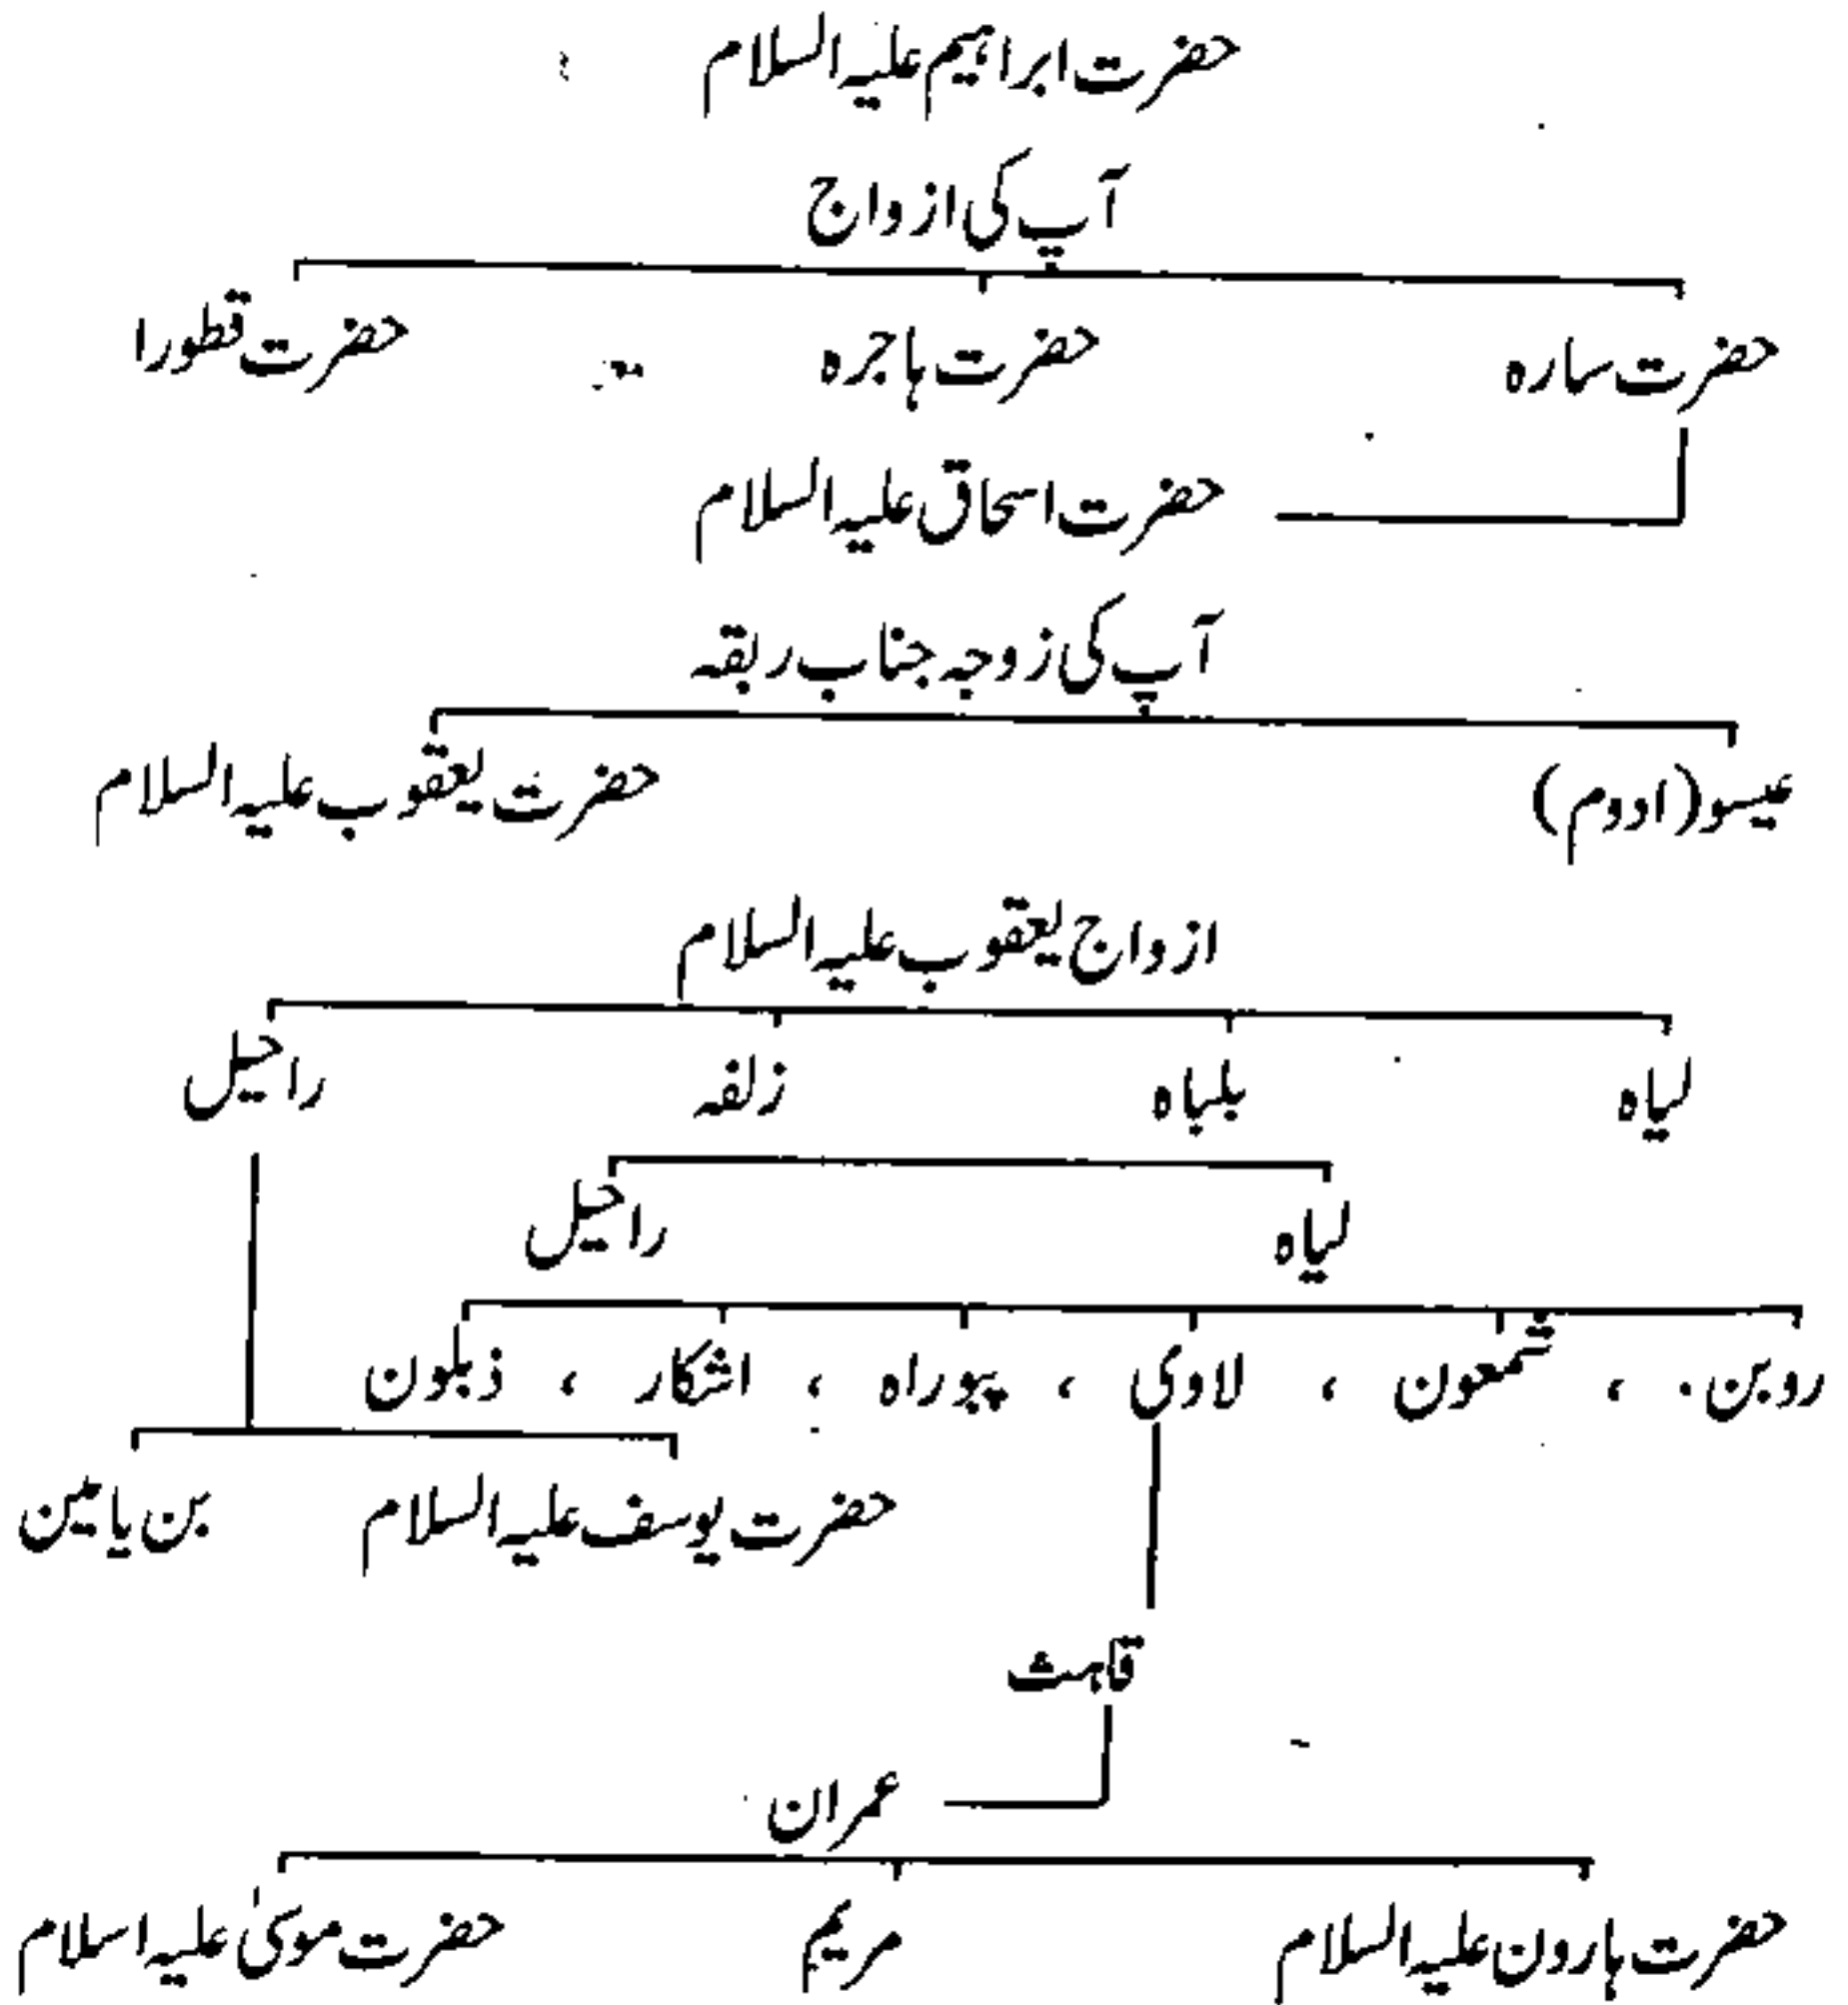 حضرت ابراہیم علیہ السلام
آپ کی ازواج
حضرت سارہ حضرت ہاجرہ حضرت قطورا
حضرت اسحاق علیہ السلام
آپ کی زوجہ جناب ربقہ
عیسو (ادوم) حضرت یعقوب علیہ السلام
ازواج یعقوب علیہ السلام
لیاہ بلباہ زلفہ راحیل
لیاہ راحیل
روبن ، شمعون ، لاوی ، یبوراہ ، اشکار ، ذبلون
حضرت یوسف علیہ السلام بن یامین
قاہث
عمران
حضرت ہارون علیہ السلام مریم حضرت موسیٰ علیہ اسلام